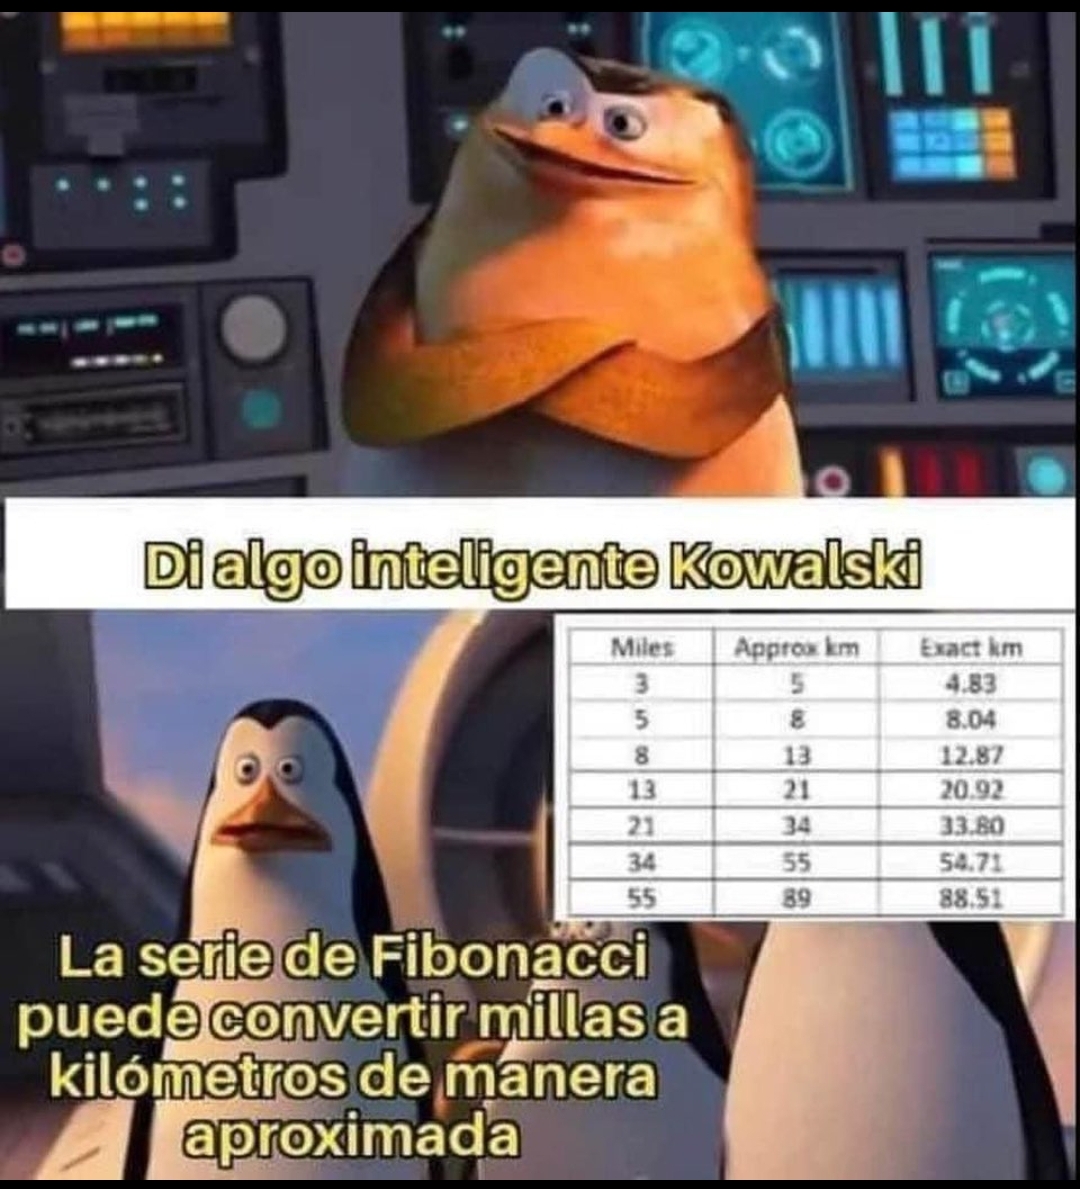 Di algo inteligente Kowalski
Miles Approx km Exact km
3 5 4.83
5 8 8.04
8 13 12.87
13 21 20.92
21 34 33.80
34 55 54.71
55 89 88.51
La serie de Fibonacci
puede convertir millas a
kilómetros de manera
aproximada